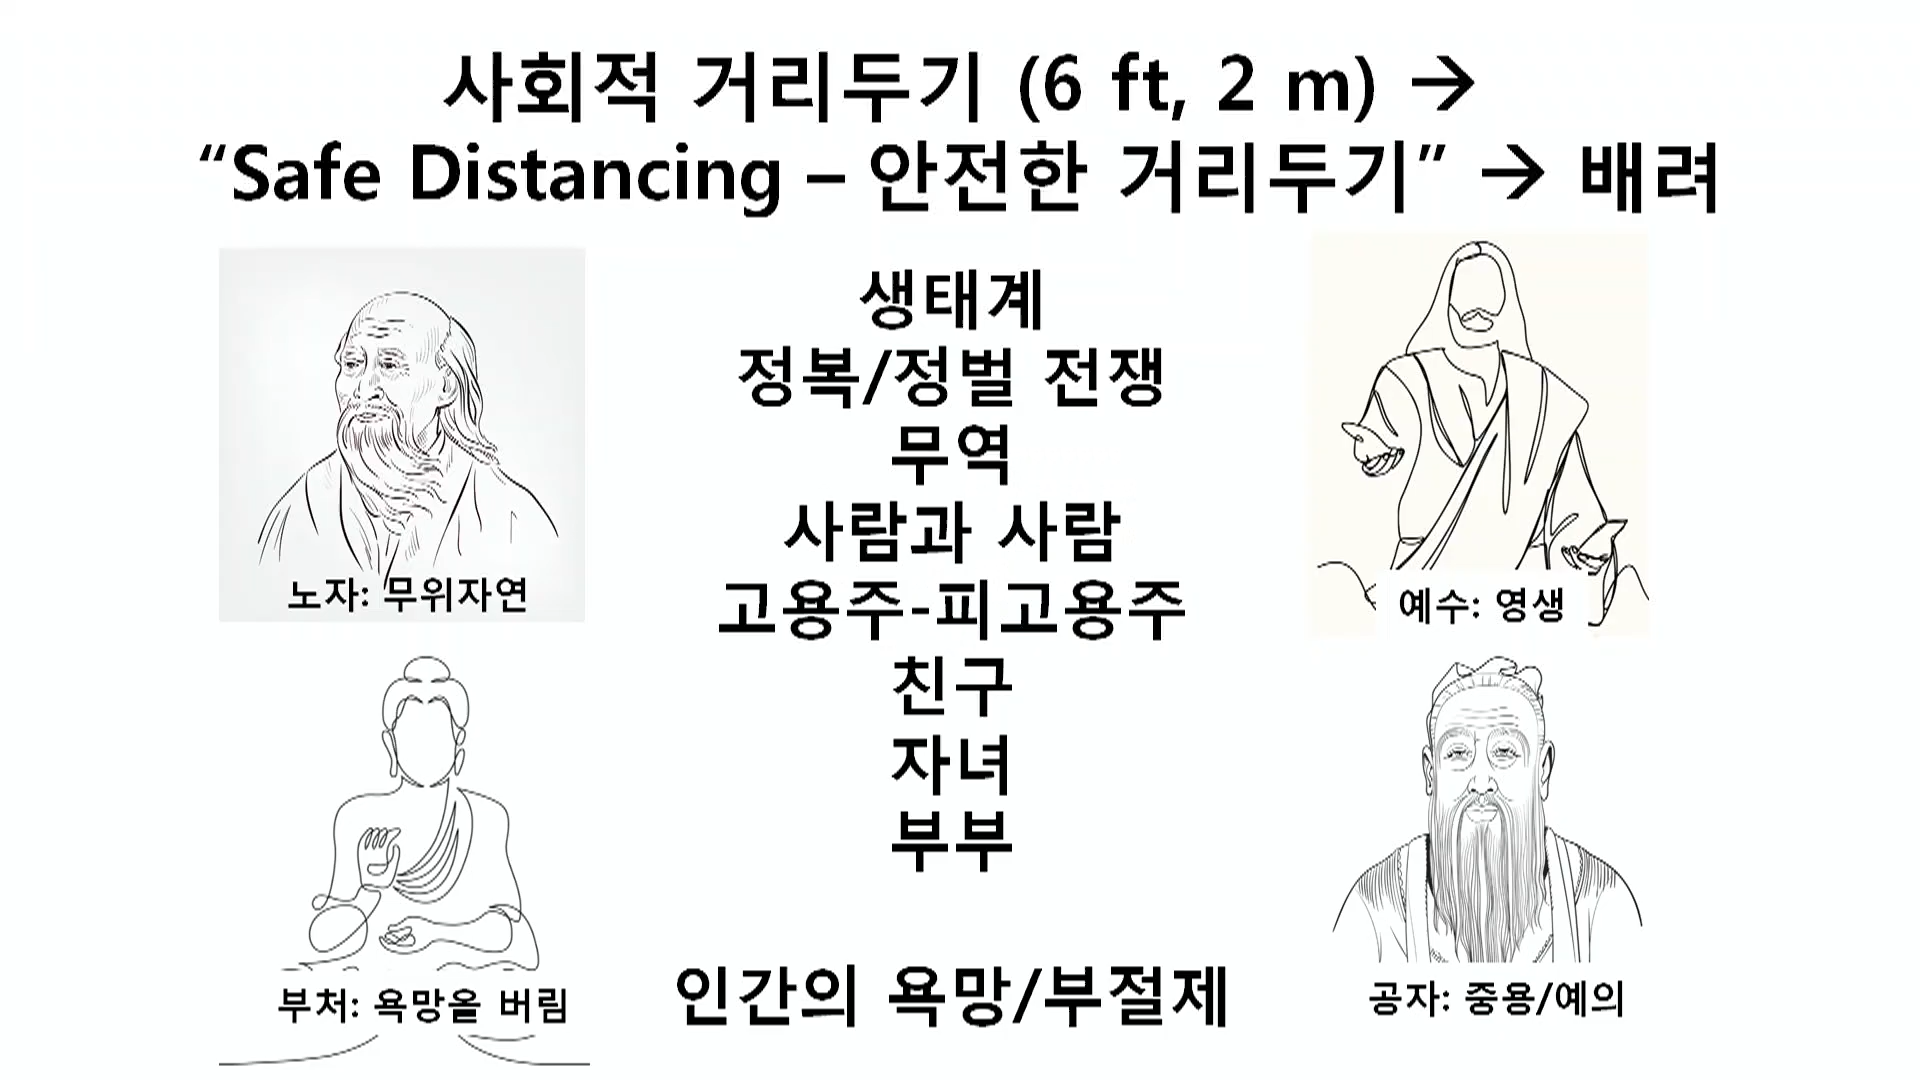 사회적 거리두기 (6 ft, 2 m) →
“Safe Distancing – 안전한 거리두기” → 배려
생태계
정복/정벌 전쟁
무역
사람과 사람
고용주-피고용주
친구
자녀
부부
인간의 욕망/부절제
노자: 무위자연
예수: 영생
부처: 욕망을 버림
공자: 중용/예의